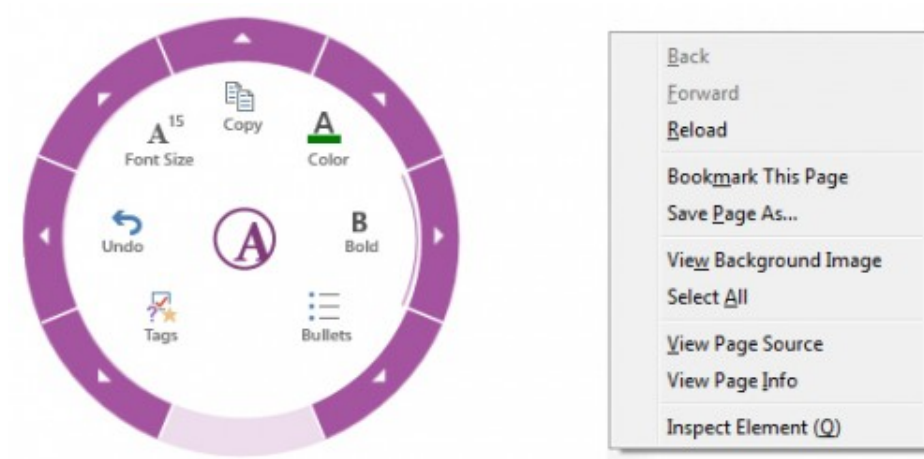 Copy
A 15
Font Size
A
Color
Undo
A
B
Bold
Tags
Bullets
Back
Forward
Reload
Bookmark This Page
Save Page As...
View Background Image
Select All
View Page Source
View Page Info
Inspect Element (Q)